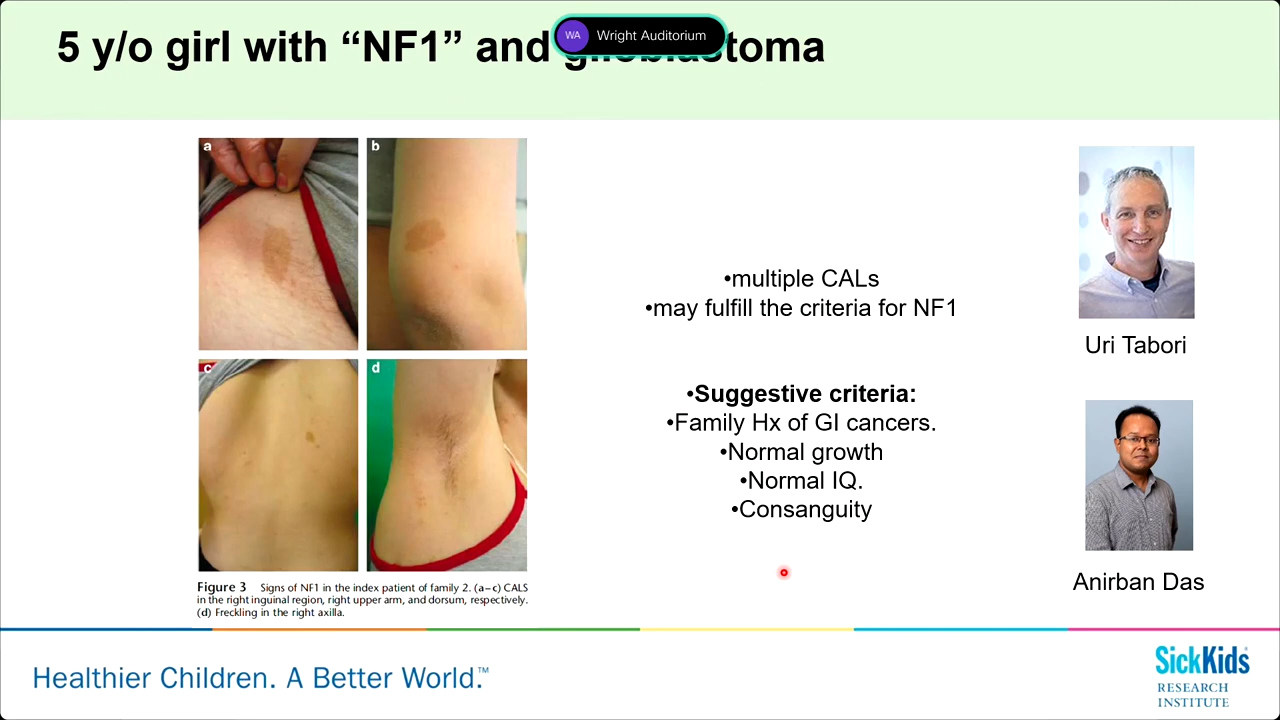 5 y/o girl with “NF1” and glioblastoma
WA Wright Auditorium
a
b
c
d
Figure 3 Signs of NF1 in the index patient of family 2. (a–c) CALS
in the right inguinal region, right upper arm, and dorsum, respectively.
(d) Freckling in the right axilla.
•multiple CALs
•may fulfill the criteria for NF1
•Suggestive criteria:
•Family Hx of GI cancers.
•Normal growth
•Normal IQ.
•Consanguity
Uri Tabori
Anirban Das
Healthier Children. A Better World.™
SickKids
RESEARCH
INSTITUTE